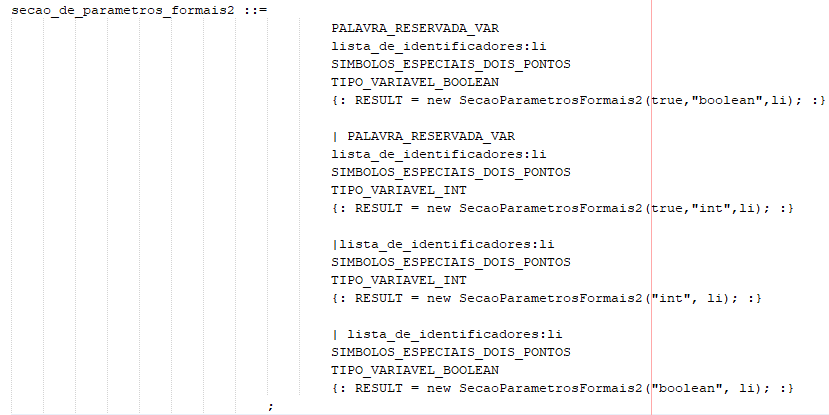 secao_de_parametros_formais2 ::=
PALAVRA_RESERVADA_VAR
lista_de_identificadores:li
SIMBOLOS_ESPECIAIS_DOIS_PONTOS
TIPO_VARIAVEL_BOOLEAN
{: RESULT = new SecaoParametrosFormais2(true,"boolean",li); :}
| PALAVRA_RESERVADA_VAR
lista_de_identificadores:li
SIMBOLOS_ESPECIAIS_DOIS_PONTOS
TIPO_VARIAVEL_INT
{: RESULT = new SecaoParametrosFormais2(true,"int",li); :}
|lista_de_identificadores:li
SIMBOLOS_ESPECIAIS_DOIS_PONTOS
TIPO_VARIAVEL_INT
{: RESULT = new SecaoParametrosFormais2("int", li); :}
| lista_de_identificadores:li
SIMBOLOS_ESPECIAIS_DOIS_PONTOS
TIPO_VARIAVEL_BOOLEAN
{: RESULT = new SecaoParametrosFormais2("boolean", li); :}
;